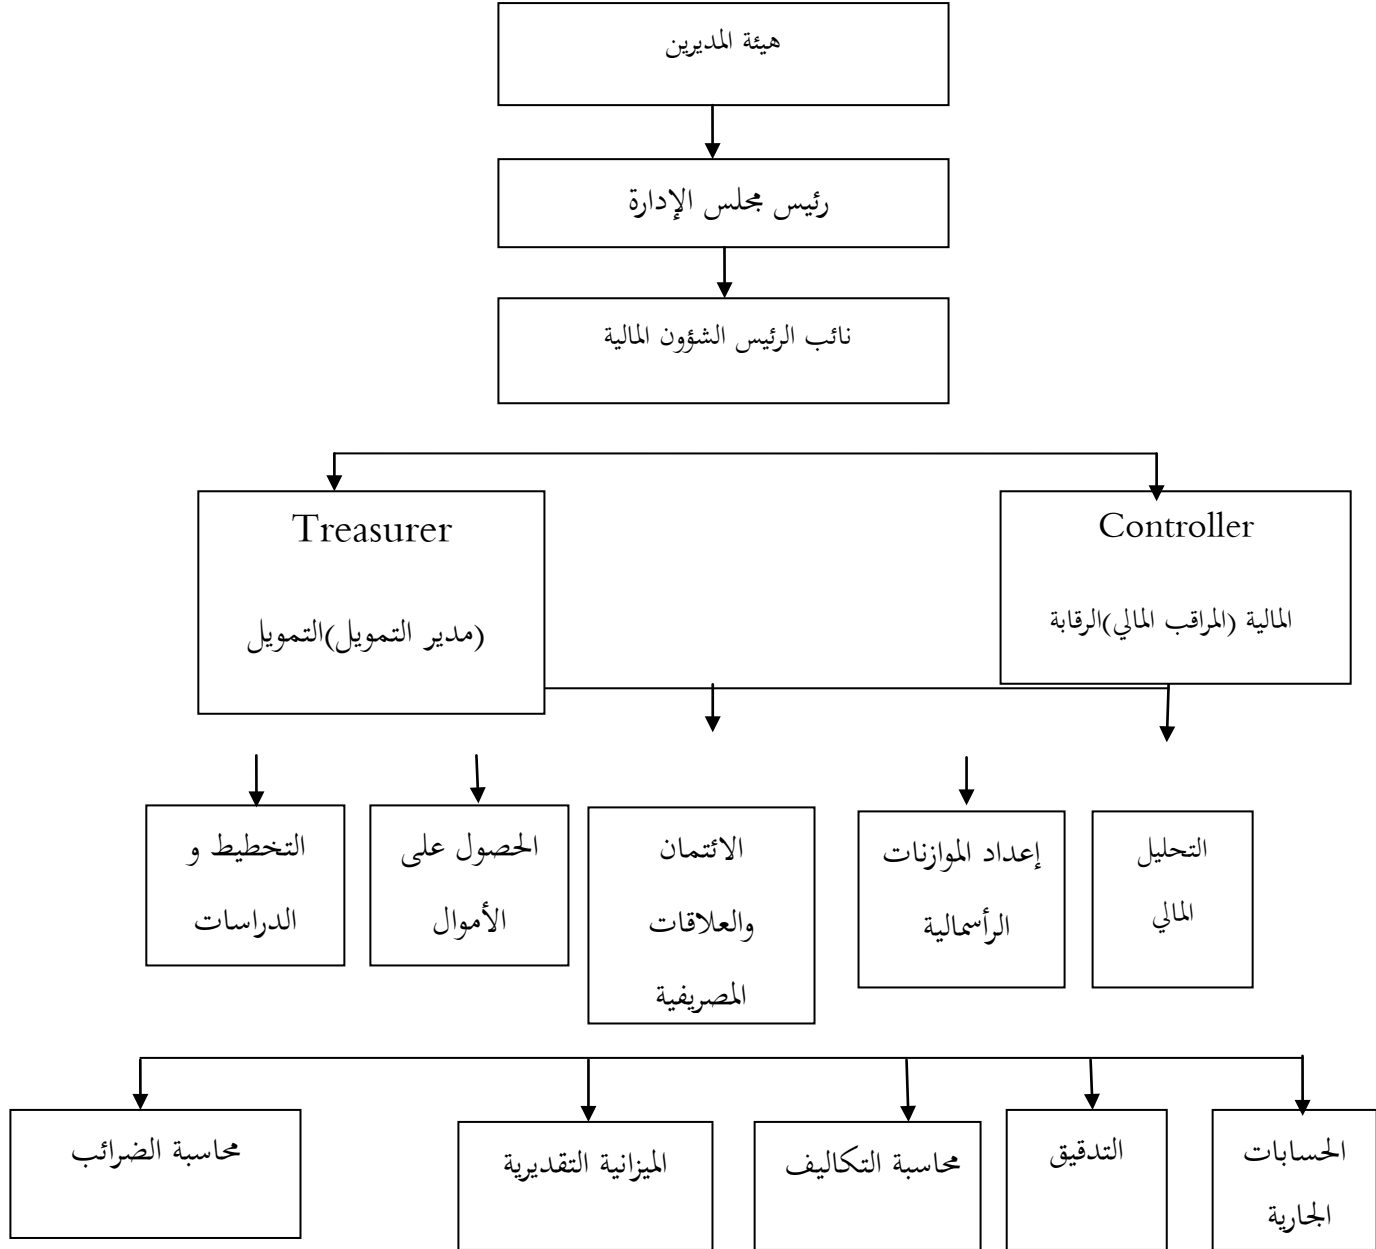 هيئة المديرين
رئيس مجلس الإدارة
نائب الرئيس الشؤون المالية
Controller
المالية (المراقب المالي)الرقابة
Treasurer
(مدير التمويل)التمويل
التحليل
المالي
إعداد الموازنات
الرأسمالية
الائتمان
والعلاقات
المصريفية
الحصول على
الأموال
التخطيط و
الدراسات
الحسابات
الجارية
التدقيق
محاسبة التكاليف
الميزانية التقديرية
محاسبة الضرائب